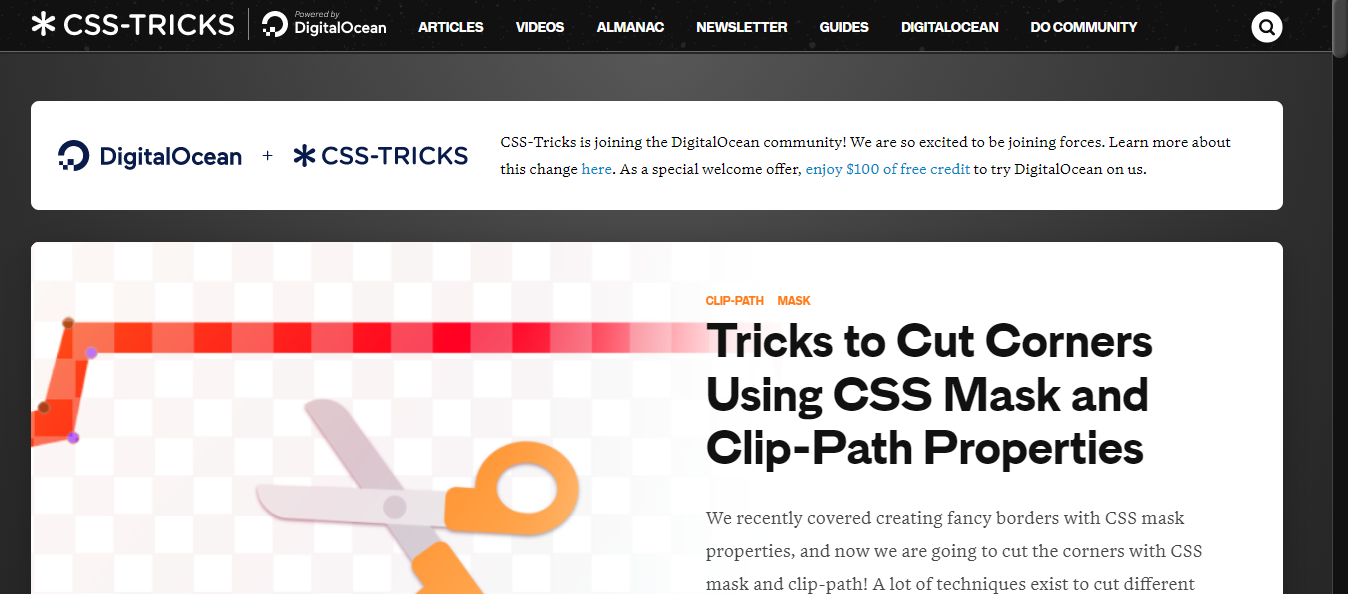 CSS-TRICKS
Powered by
DigitalOcean
ARTICLES VIDEOS ALMANAC NEWSLETTER GUIDES DIGITALOCEAN DO COMMUNITY
DigitalOcean + CSS-TRICKS
CSS-Tricks is joining the DigitalOcean community! We are so excited to be joining forces. Learn more about
this change here. As a special welcome offer, enjoy $100 of free credit to try DigitalOcean on us.
CLIP-PATH MASK
Tricks to Cut Corners
Using CSS Mask and
Clip-Path Properties
We recently covered creating fancy borders with CSS mask
properties, and now we are going to cut the corners with CSS
mask and clip-path! A lot of techniques exist to cut different